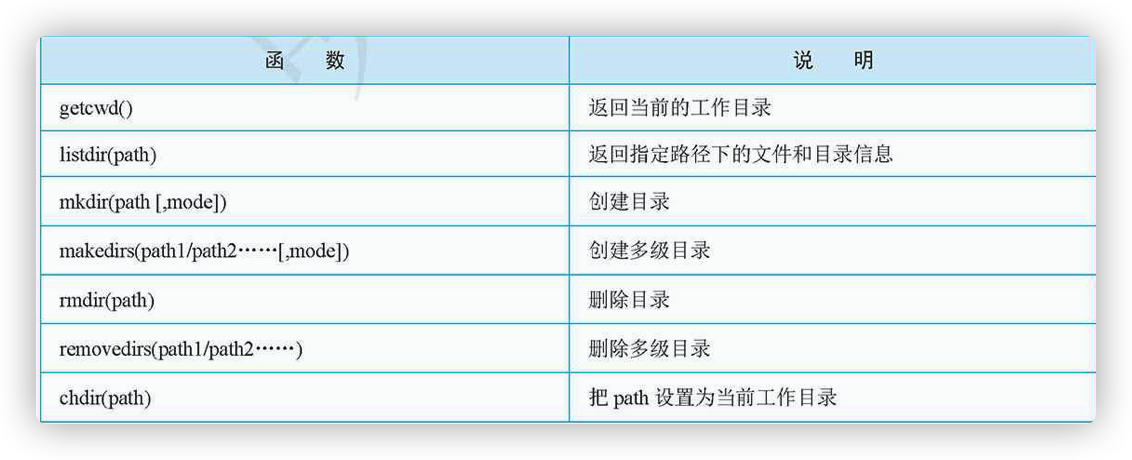 函 数 说 明
getcwd() 返回当前的工作目录
listdir(path) 返回指定路径下的文件和目录信息
mkdir(path [,mode]) 创建目录
makedirs(path1/path2……[,mode]) 创建多级目录
rmdir(path) 删除目录
removedirs(path1/path2……) 删除多级目录
chdir(path) 把 path 设置为当前工作目录